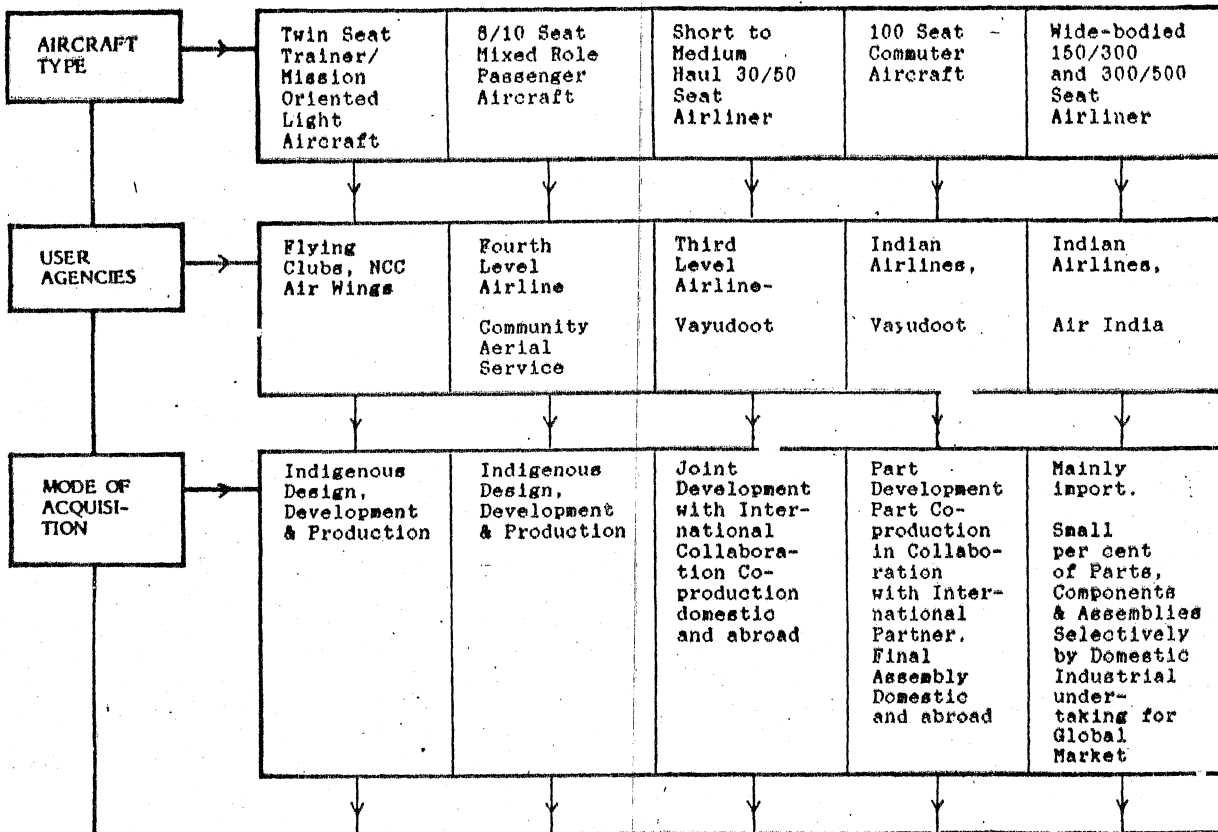 AIRCRAFT
TYPE
Twin Seat
Trainer/
Mission
Oriented
Light
Aircraft
8/10 Seat
Mixed Role
Passenger
Aircraft
Short to
Medium
Haul 30/50
Seat
Airliner
100 Seat -
Commuter
Aircraft
Wide-bodied
150/300
and 300/500
Seat
Airliner
USER
AGENCIES
Flying
Clubs, NCC
Air Wings
Fourth
Level
Airline
Community
Aerial
Service
Third
Level
Airline-
Vayudoot
Indian
Airlines,
Vayudoot
Indian
Airlines,
Air India
MODE OF
ACQUISI-
TION
Indigenous
Design,
Development
& Production
Indigenous
Design,
Development
& Production
Joint
Development
with Inter-
national
Collabora-
tion Co-
production
domestic
and abroad
Part
Development
Part Co-
production
in Collabo-
ration
with Inter-
national
Partner.
Final
Assembly
Domestic
and abroad
Mainly
import.
Small
per cent
of Parts,
Components
& Assemblies
Selectively
by Domestic
Industrial
under-
taking for
Global
Market